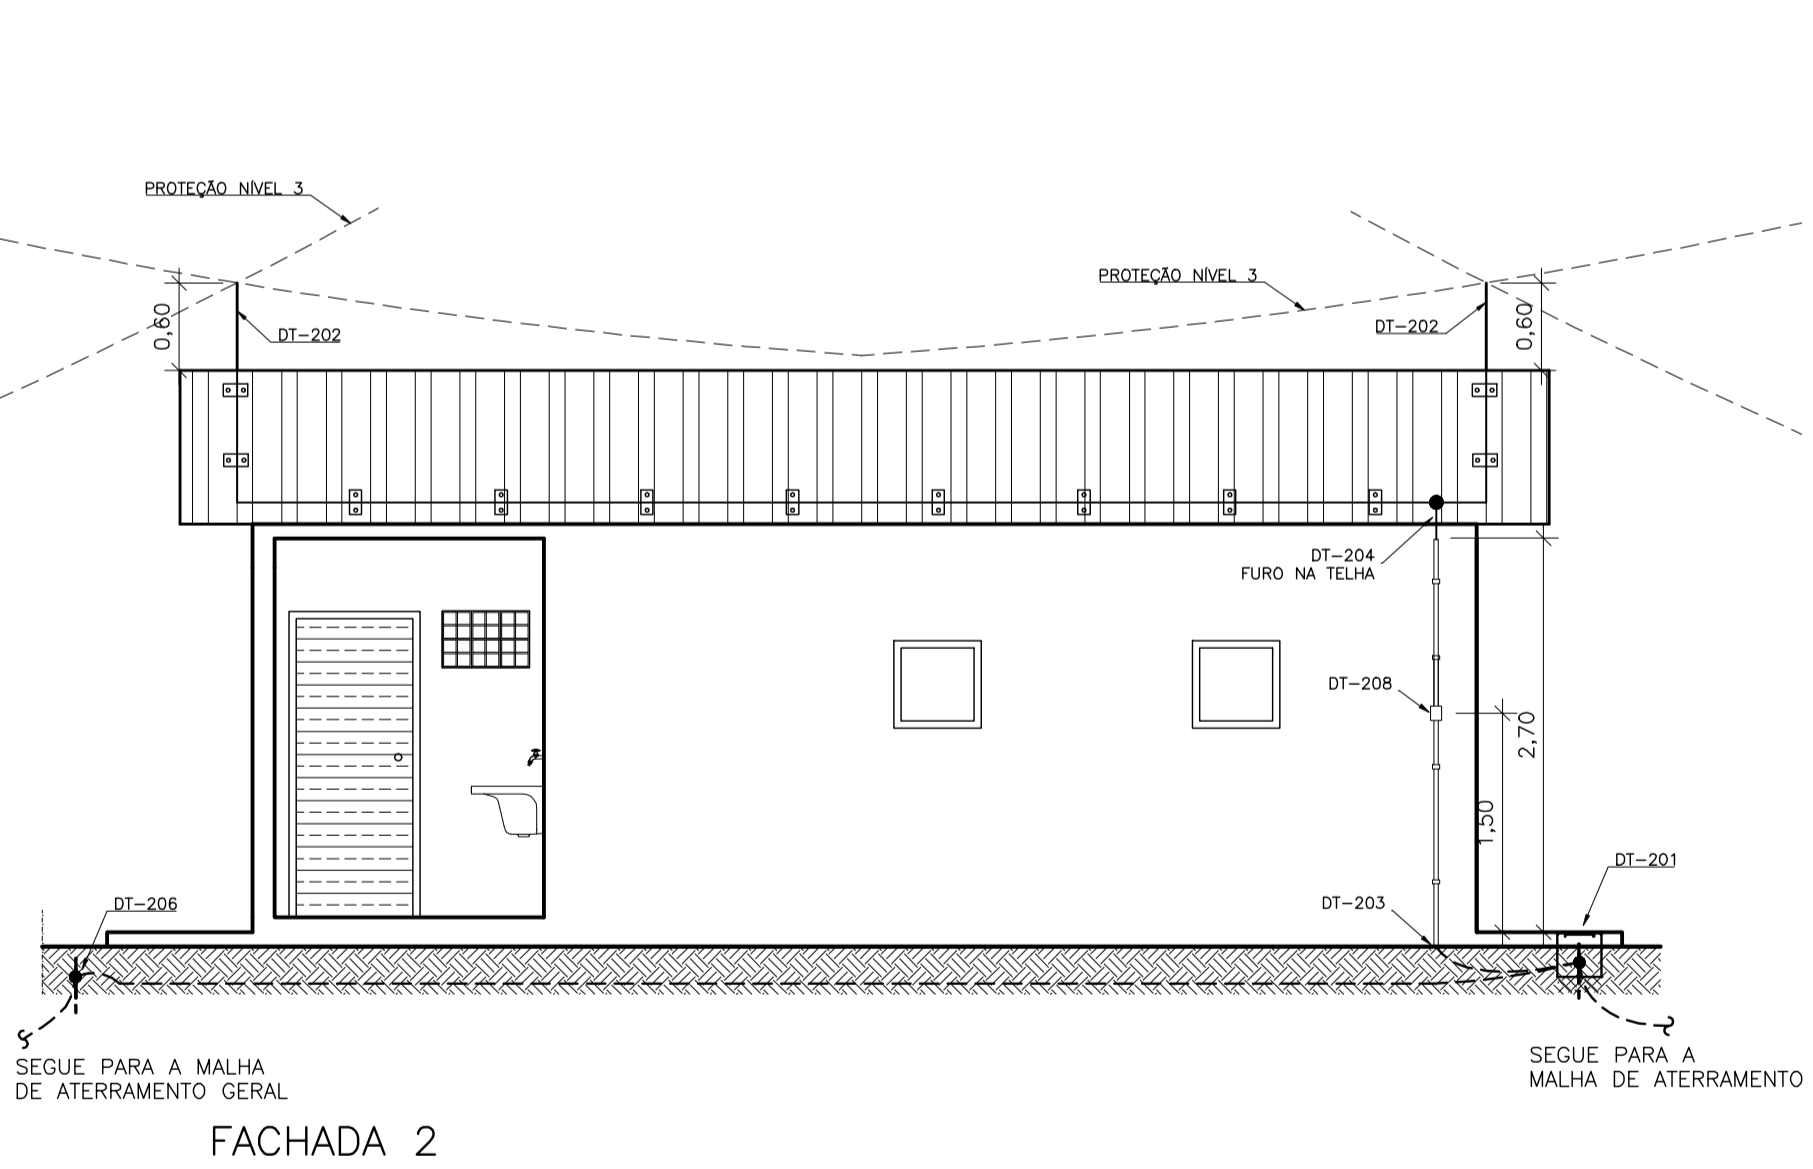 PROTEÇÃO NÍVEL 3
PROTEÇÃO NÍVEL 3
0,60
DT-202
DT-202
0,60
DT-204
FURO NA TELHA
DT-208
2,70
1,50
DT-201
DT-206
DT-203
SEGUE PARA A MALHA
DE ATERRAMENTO GERAL
SEGUE PARA A
MALHA DE ATERRAMENTO
FACHADA 2